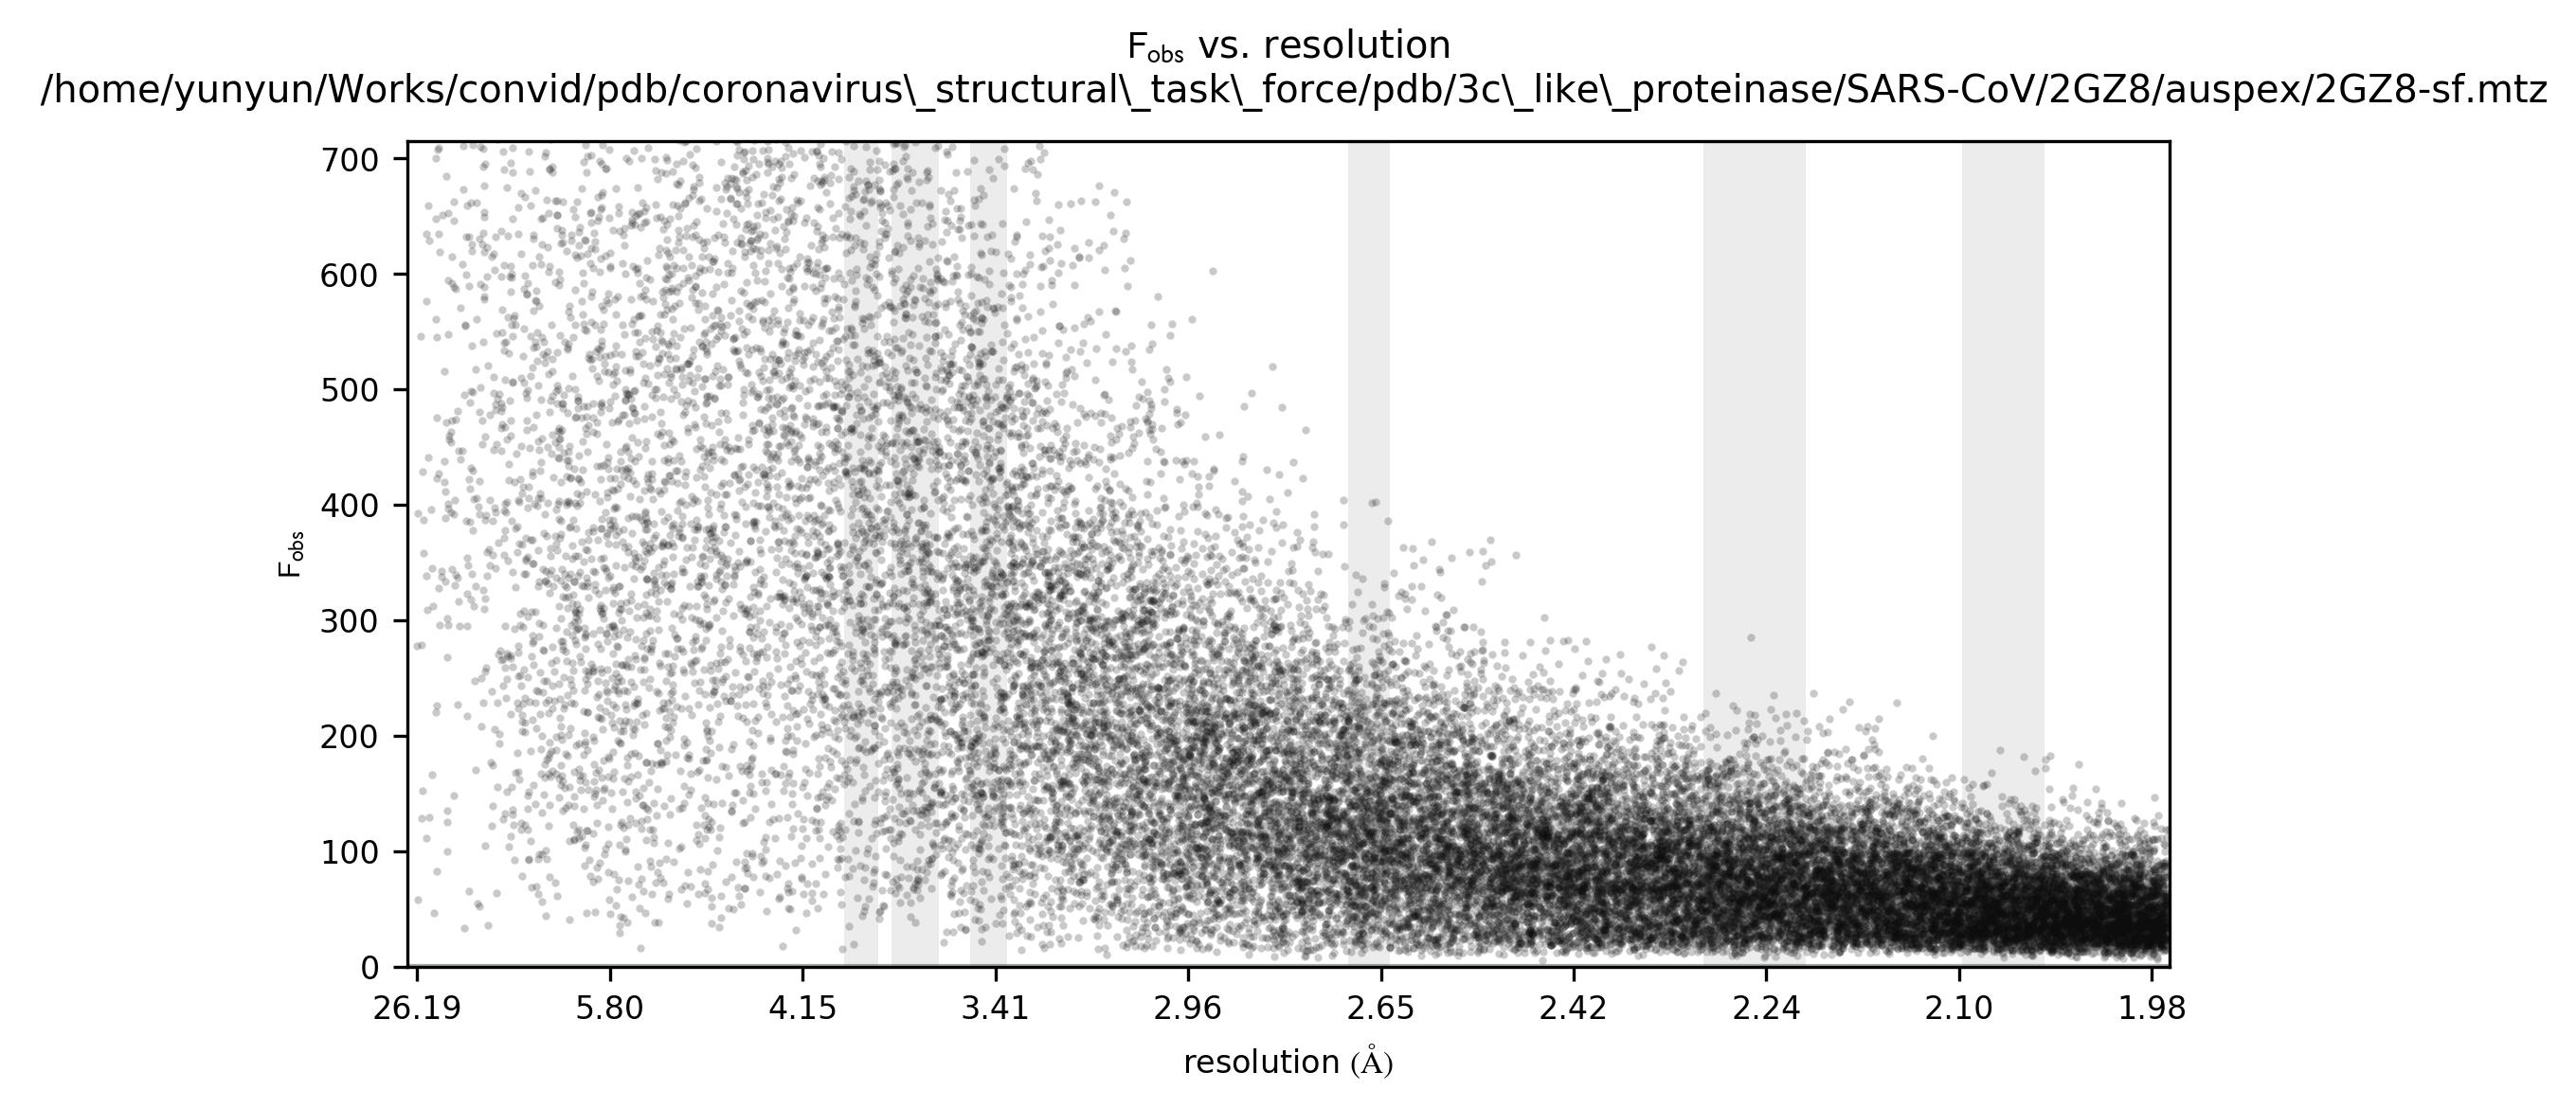 F_obs vs. resolution
/home/yunyun/Works/convid/pdb/coronavirus\_structural\_task\_force/pdb/3c\_like\_proteinase/SARS-CoV/2GZ8/auspex/2GZ8-sf.mtz
700
600
500
400
300
200
100
0
F_obs
26.19 5.80 4.15 3.41 2.96 2.65 2.42 2.24 2.10 1.98
resolution (Å)